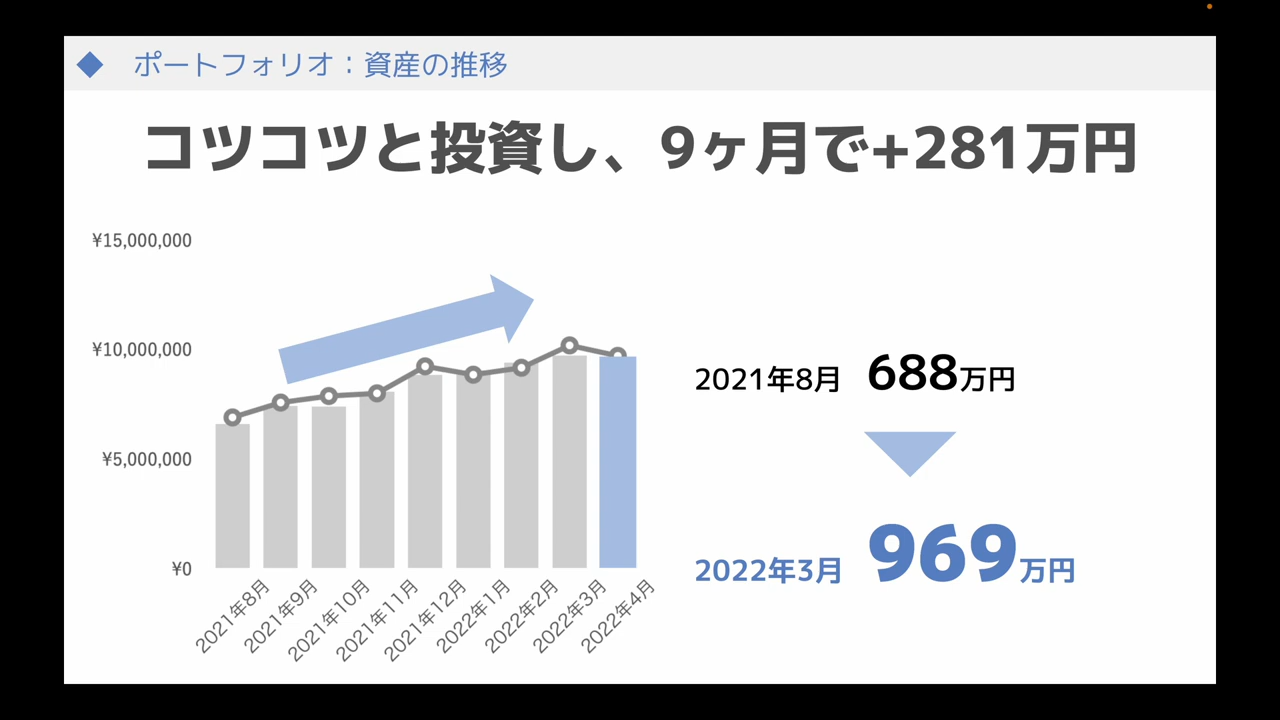 ◆ ポートフォリオ：資産の推移
コツコツと投資し、9ヶ月で+281万円
¥15,000,000
¥10,000,000
¥5,000,000
¥0
2021年8月
2021年9月
2021年10月
2021年11月
2021年12月
2022年1月
2022年2月
2022年3月
2022年4月
2021年8月 688万円
2022年3月 969万円